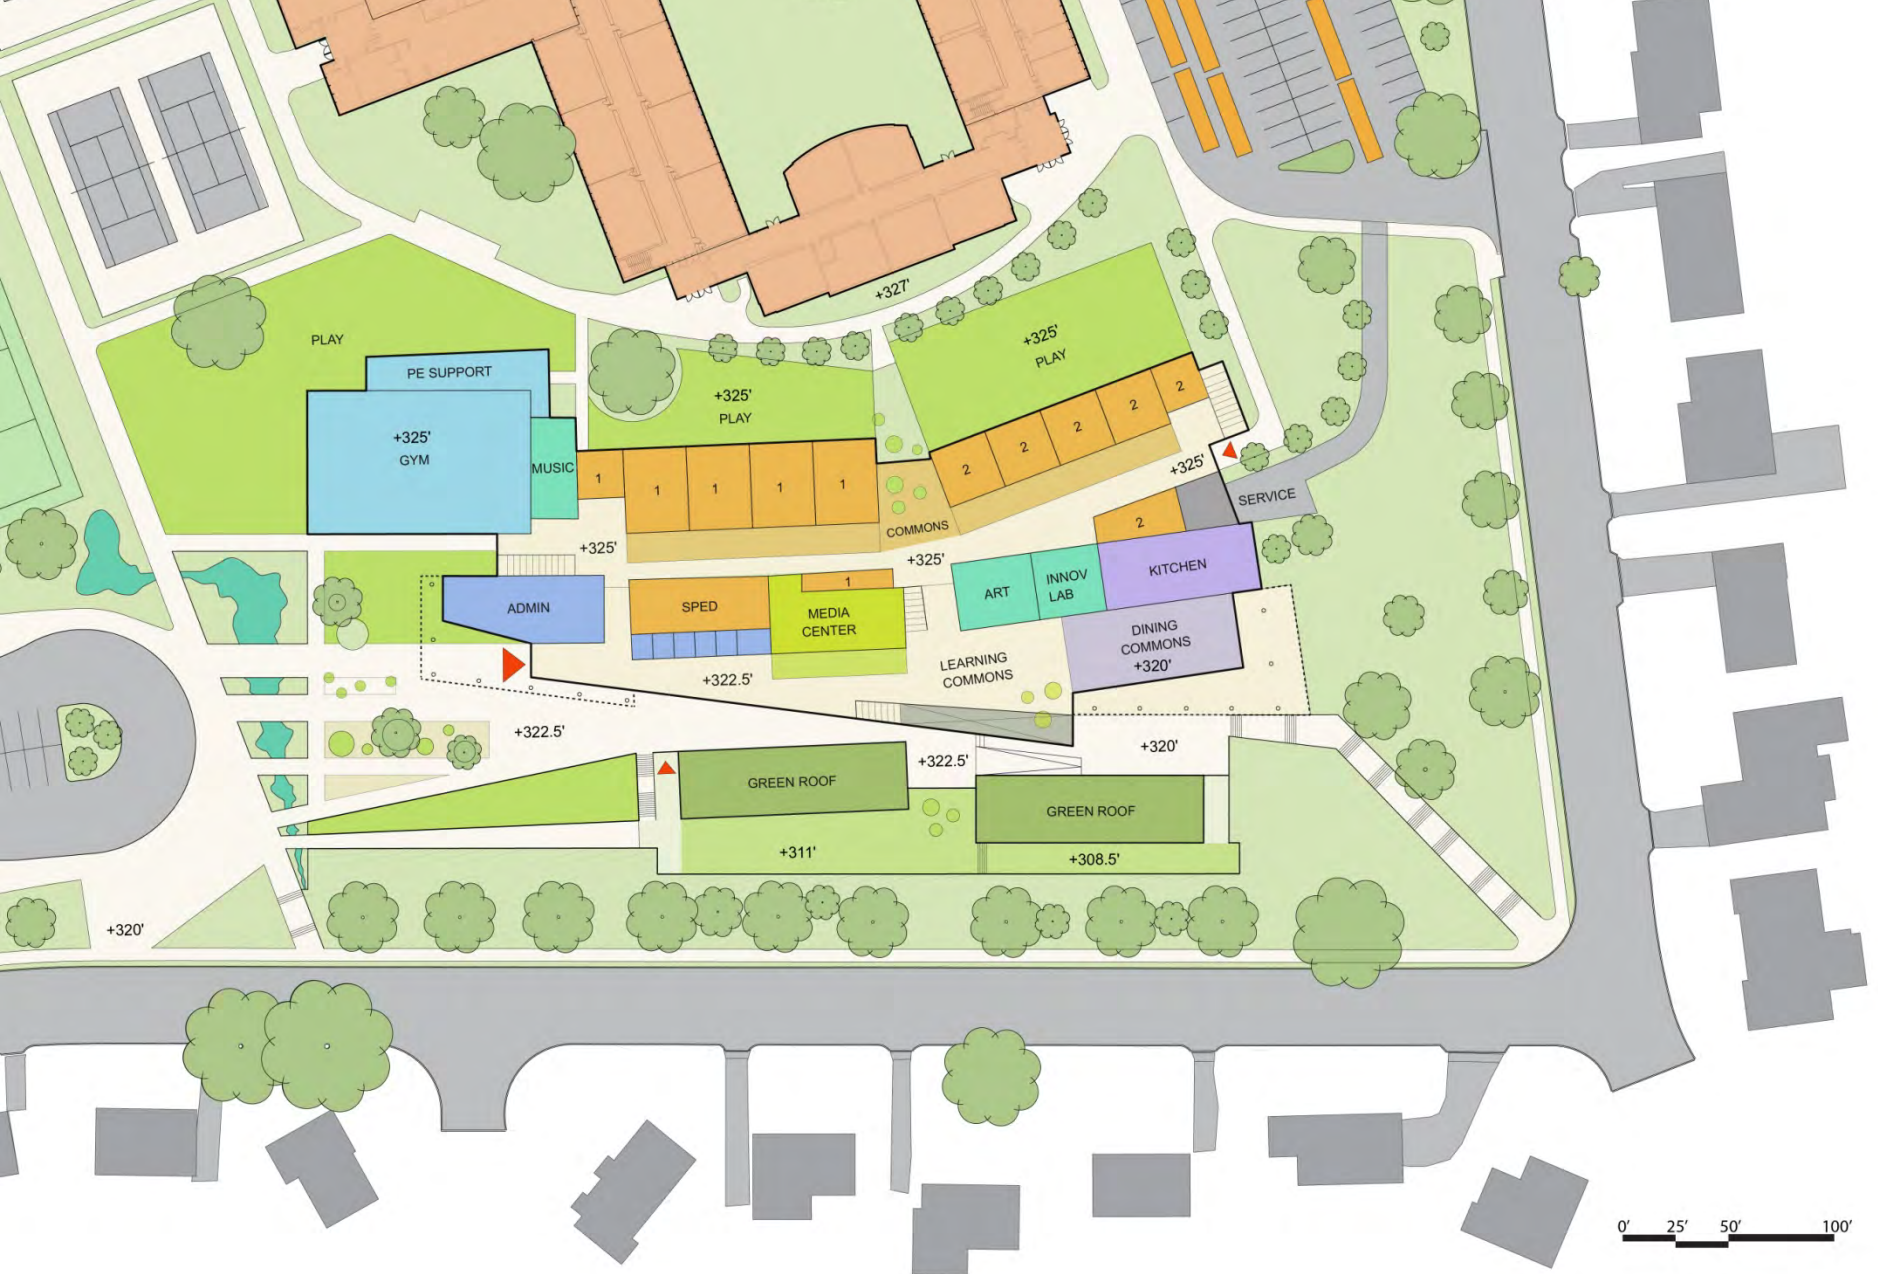 +327'
PLAY
+325'
PLAY
PE SUPPORT
+325'
PLAY
2
+325'
GYM
2
2
2
2
MUSIC
1
1
1
1
1
+325'
SERVICE
COMMONS
2
+325'
+325'
KITCHEN
ART
INNOV
LAB
1
ADMIN
SPED
MEDIA
CENTER
DINING
COMMONS
+320'
LEARNING
COMMONS
+322.5'
+322.5'
+320'
+322.5'
GREEN ROOF
GREEN ROOF
+311'
+308.5'
+320'
0' 25' 50' 100'